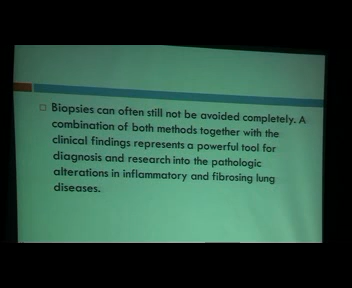 Biopsies can often still not be avoided completely. A
combination of both methods together with the
clinical findings represents a powerful tool for
diagnosis and research into the pathologic
alterations in inflammatory and fibrosing lung
diseases.